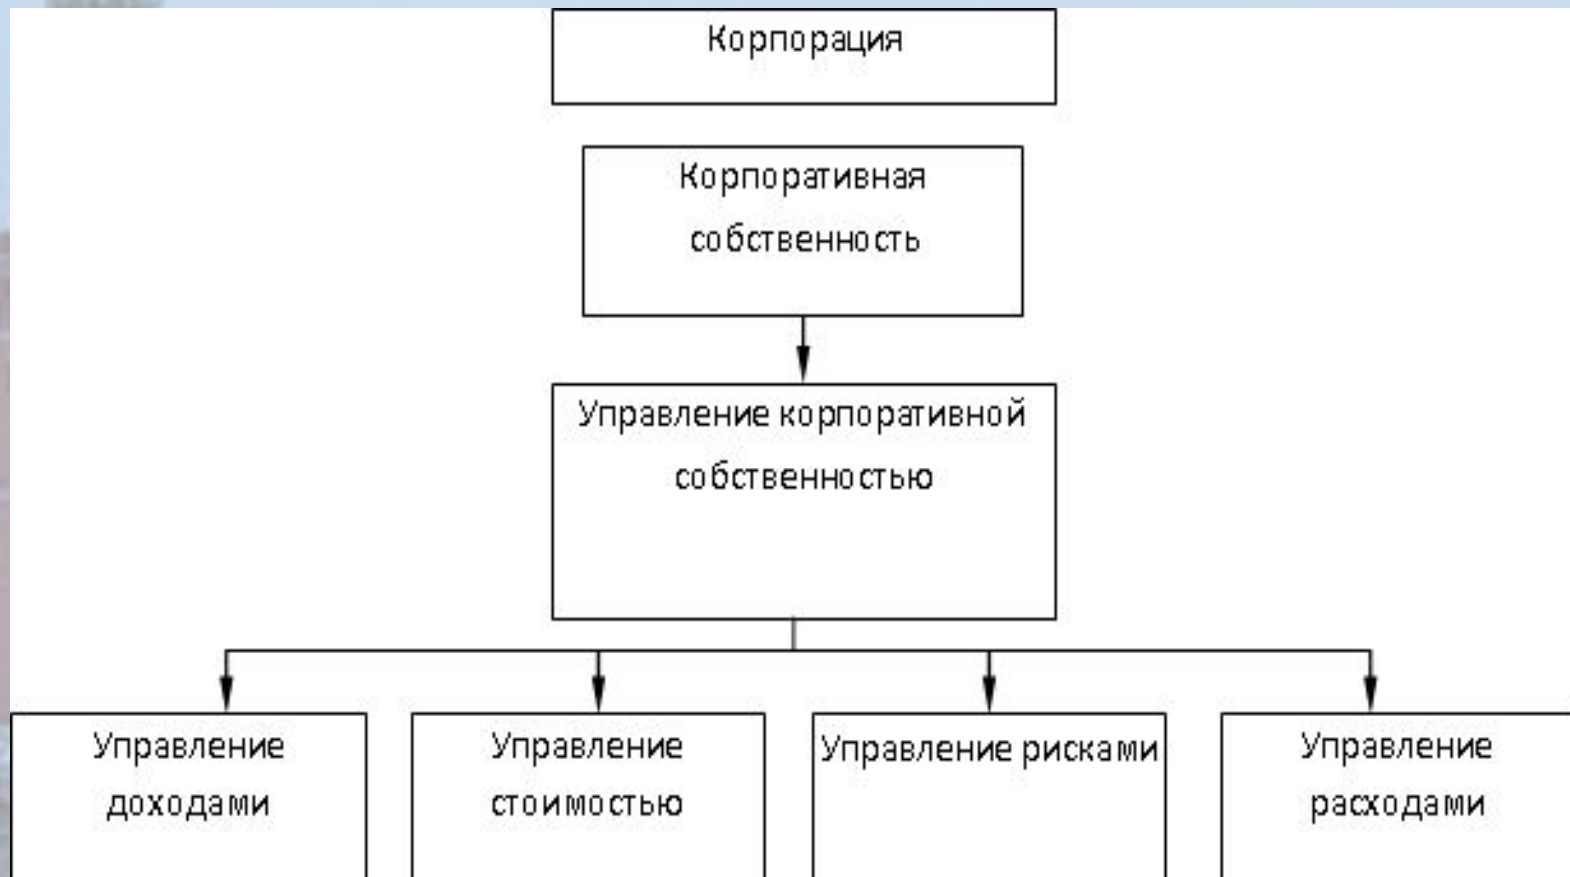 Корпорация
Корпоративная
собственность
Управление корпоративной
собственностью
Управление
доходами
Управление
стоимостью
Управление рисками
Управление
расходами